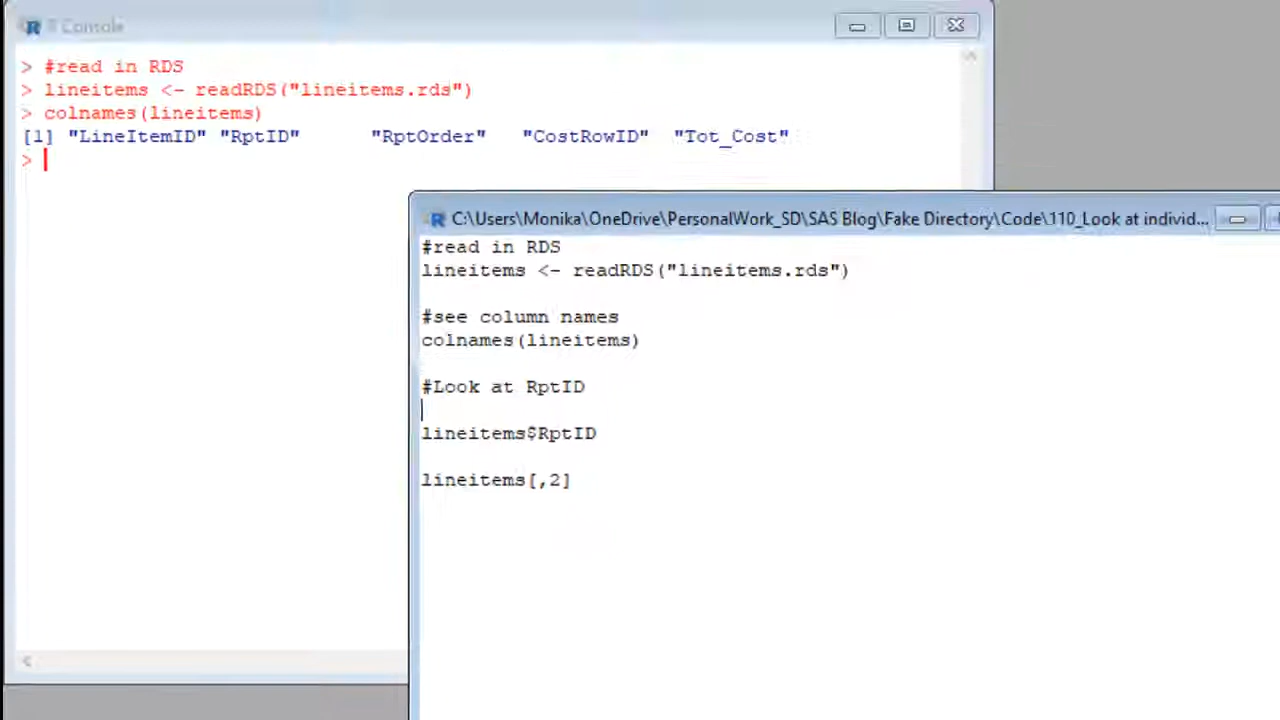 R Console
> #read in RDS
> lineitems <- readRDS("lineitems.rds")
> colnames(lineitems)
[1] "LineItemID" "RptID"      "RptOrder"   "CostRowID"  "Tot_Cost"
>
C:\Users\Monika\OneDrive\PersonalWork_SD\SAS Blog\Fake Directory\Code\110_Look at individ...
#read in RDS
lineitems <- readRDS("lineitems.rds")
#see column names
colnames(lineitems)
#Look at RptID
lineitems$RptID
lineitems[,2]